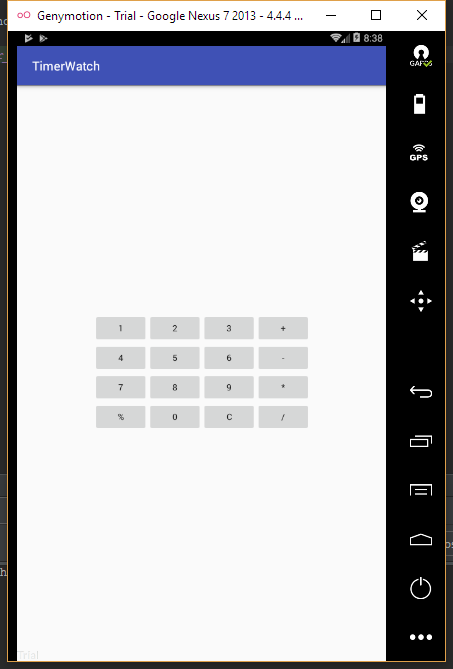 Genymotion - Trial - Google Nexus 7 2013 - 4.4.4 ...
8:38
GAPPS
TimerWatch
GPS
1 2 3 +
4 5 6 -
7 8 9 *
% 0 C /
Trial